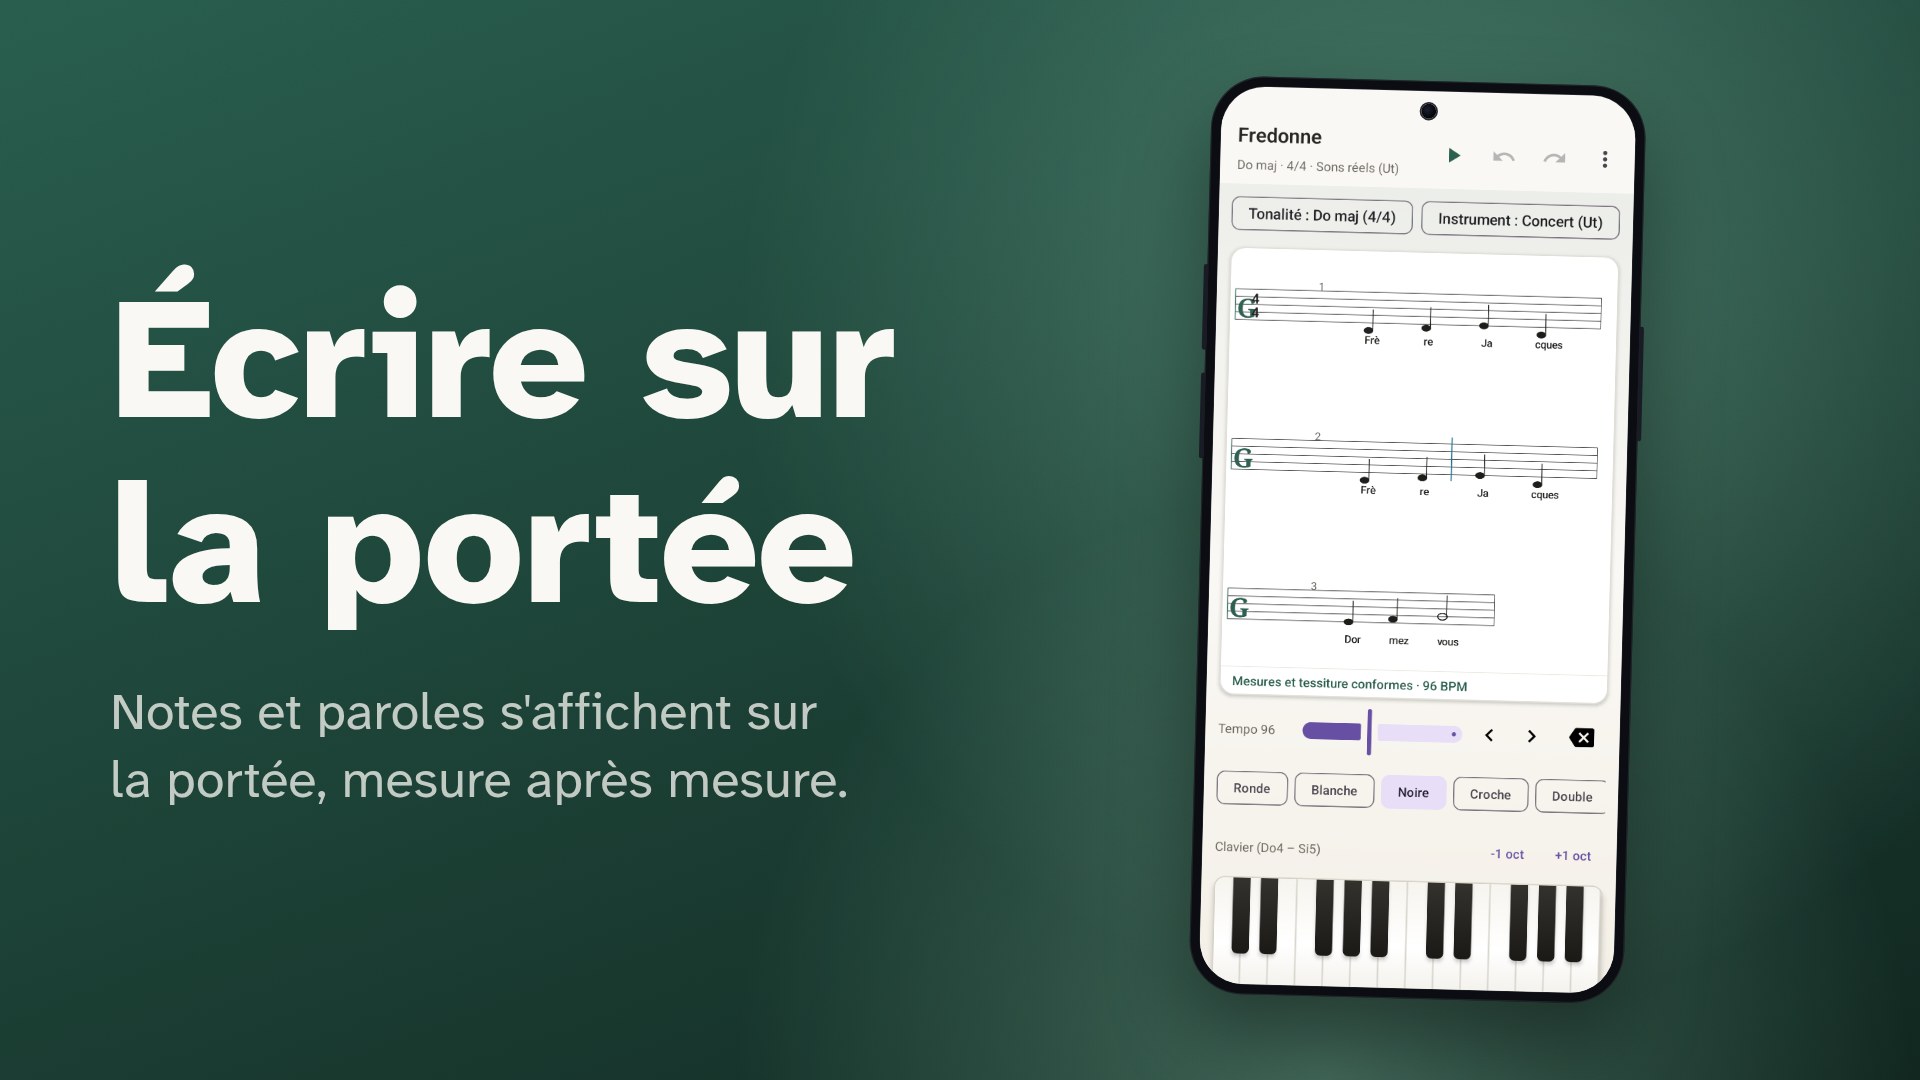 Écrire sur
la portée
Notes et paroles s'affichent sur
la portée, mesure après mesure.
Fredonne
Do maj · 4/4 · Sons réels (Ut)
Tonalité : Do maj (4/4)
Instrument : Concert (Ut)
1
G 4 4
Frè re Ja cques
2
G
Frè re Ja cques
3
G
Dor mez vous
Mesures et tessiture conformes · 96 BPM
Tempo 96
Ronde Blanche Noire Croche Double
Clavier (Do4 – Si5)
-1 oct +1 oct